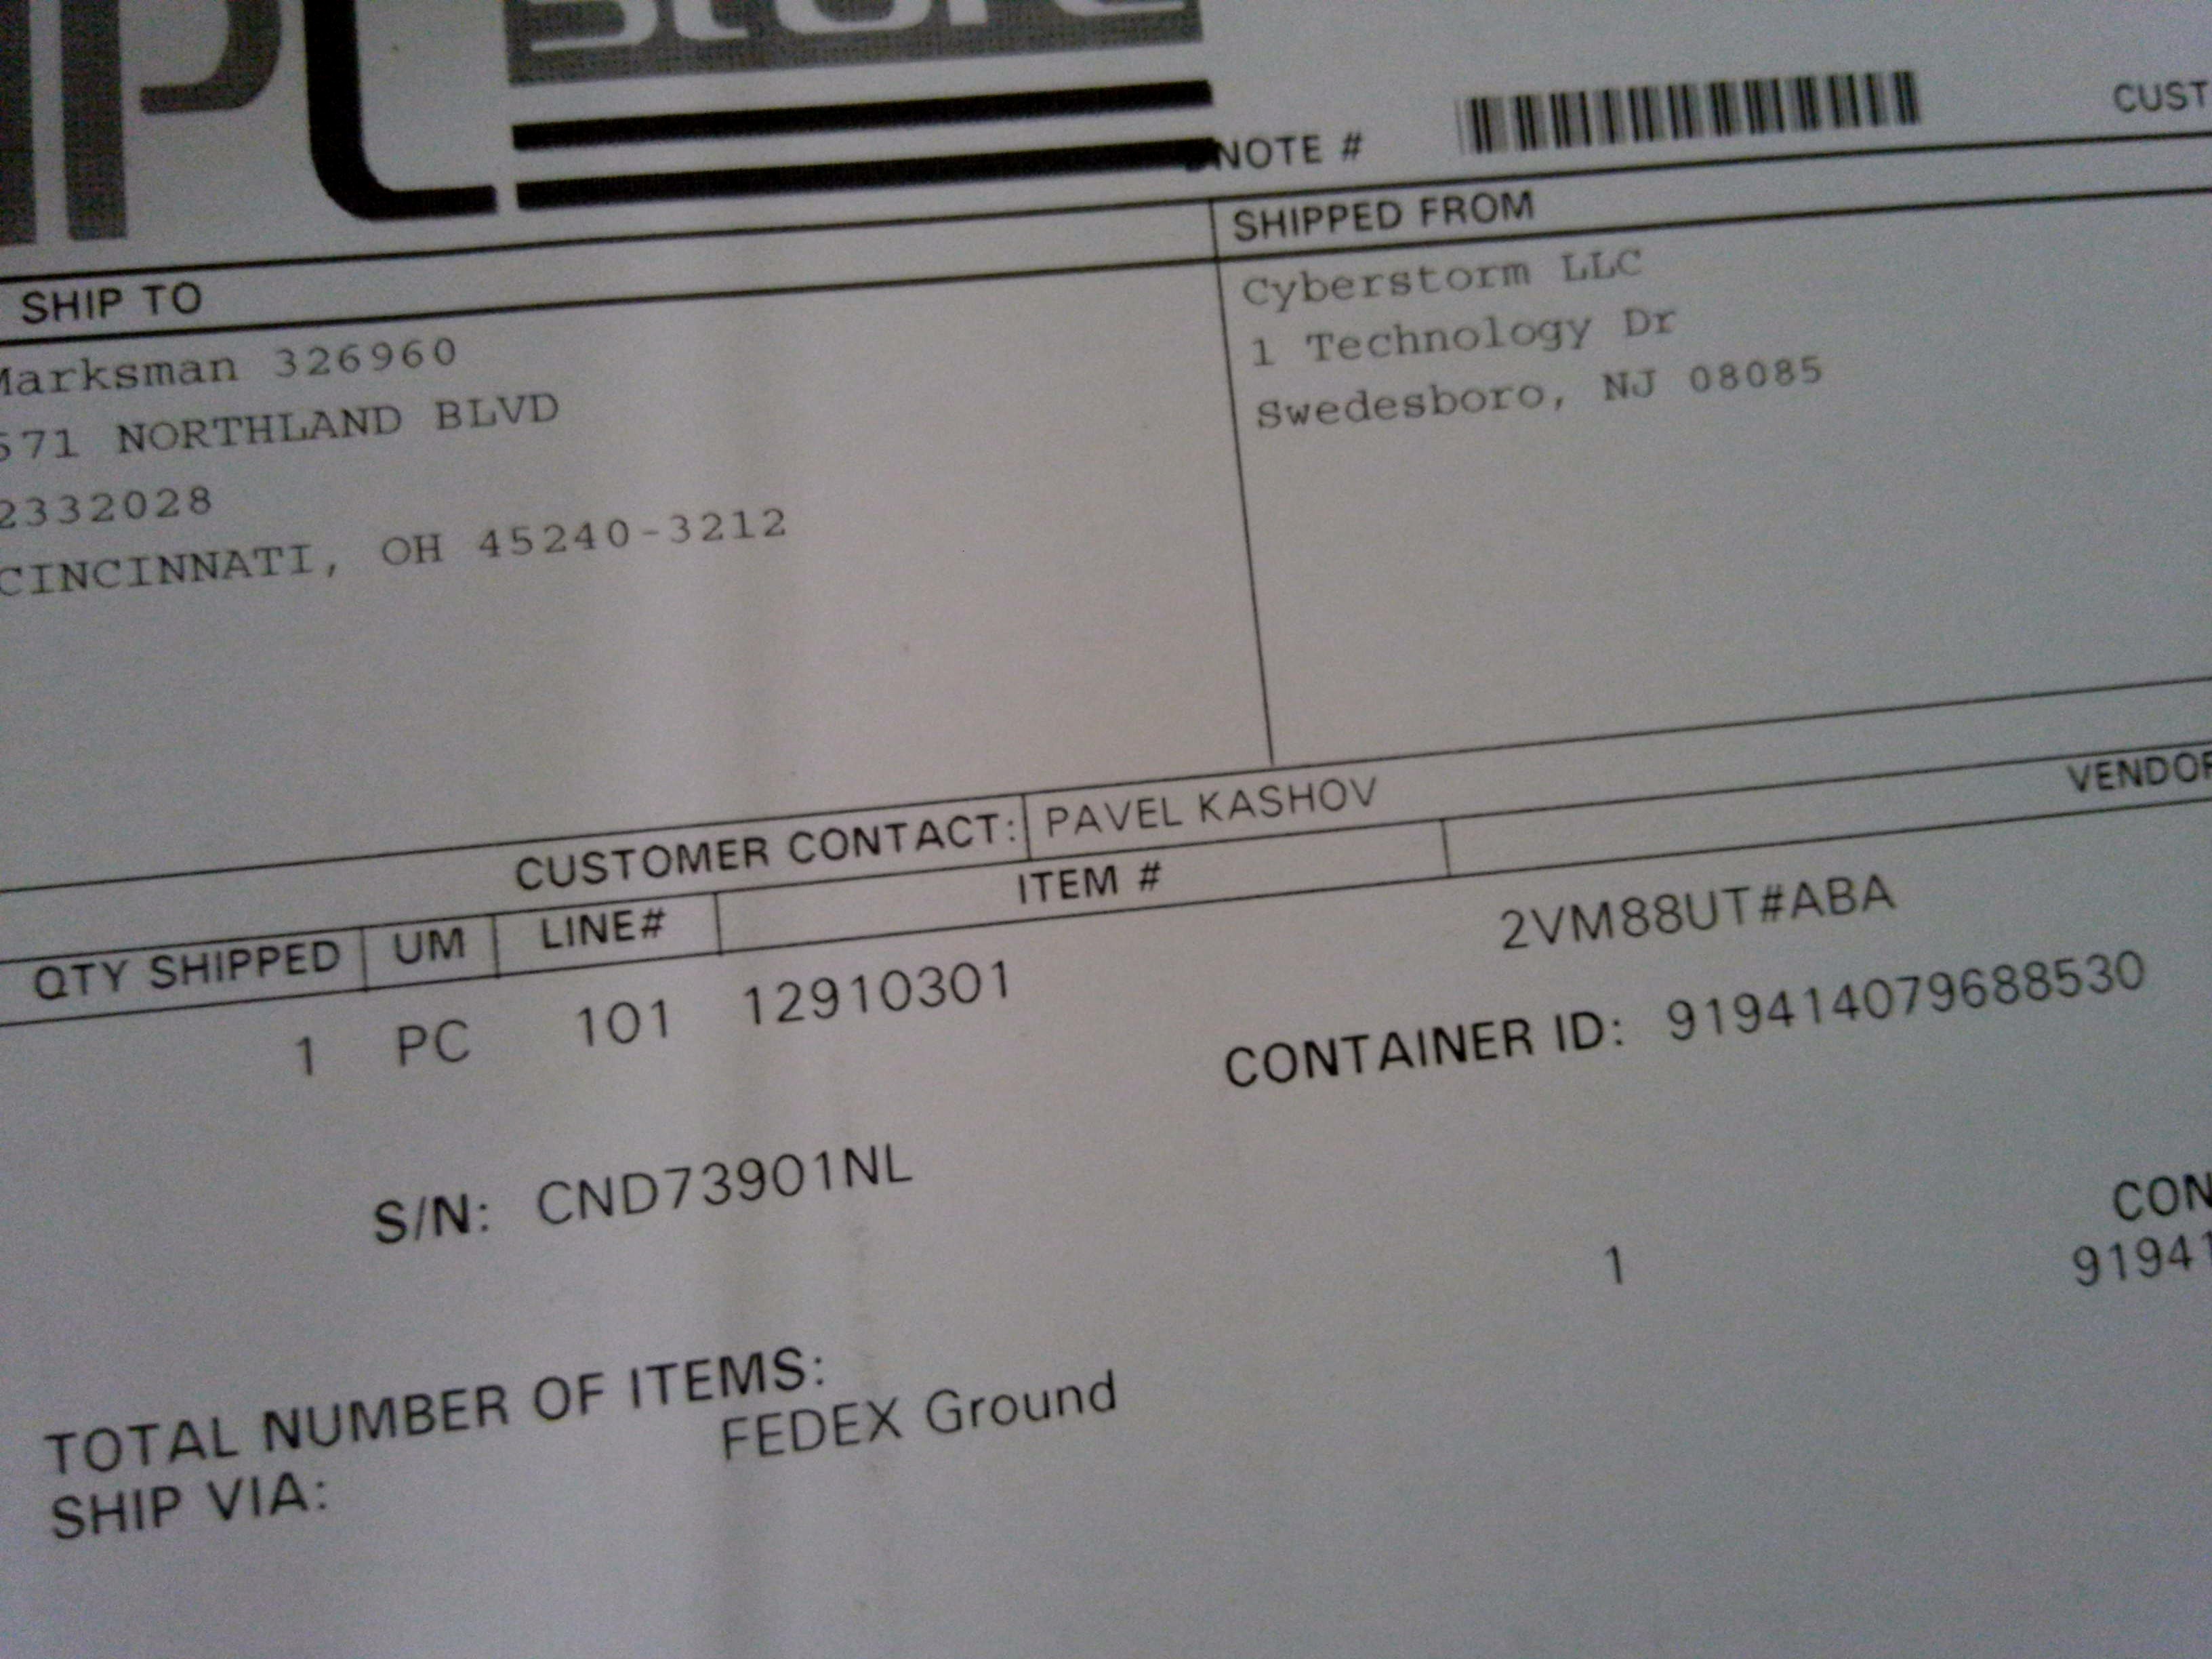 store
NOTE #
CUST
SHIP TO
SHIPPED FROM
Marksman 326960
571 NORTHLAND BLVD
2332028
CINCINNATI, OH 45240-3212
Cyberstorm LLC
1 Technology Dr
Swedesboro, NJ 08085
CUSTOMER CONTACT: PAVEL KASHOV
QTY SHIPPED UM LINE# ITEM # VENDOR
1 PC 101 12910301 2VM88UT#ABA
CONTAINER ID: 919414079688530
S/N: CND73901NL
CON
1 91941
TOTAL NUMBER OF ITEMS:
SHIP VIA: FEDEX Ground